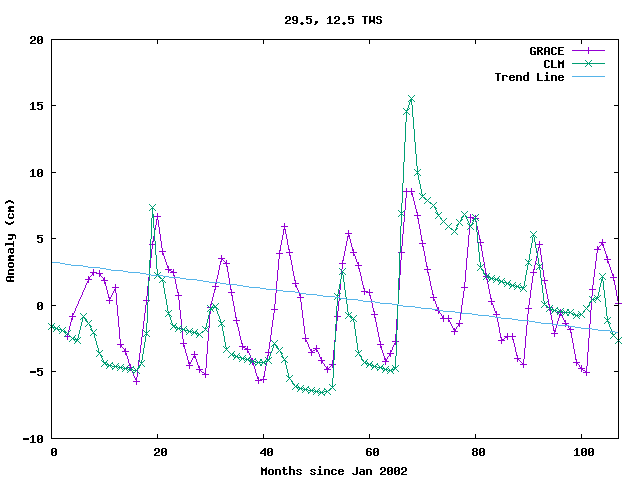 29.5, 12.5 TWS
GRACE
CLM
Trend Line
20
15
10
5
0
-5
-10
Anomaly (cm)
0 20 40 60 80 100
Months since Jan 2002